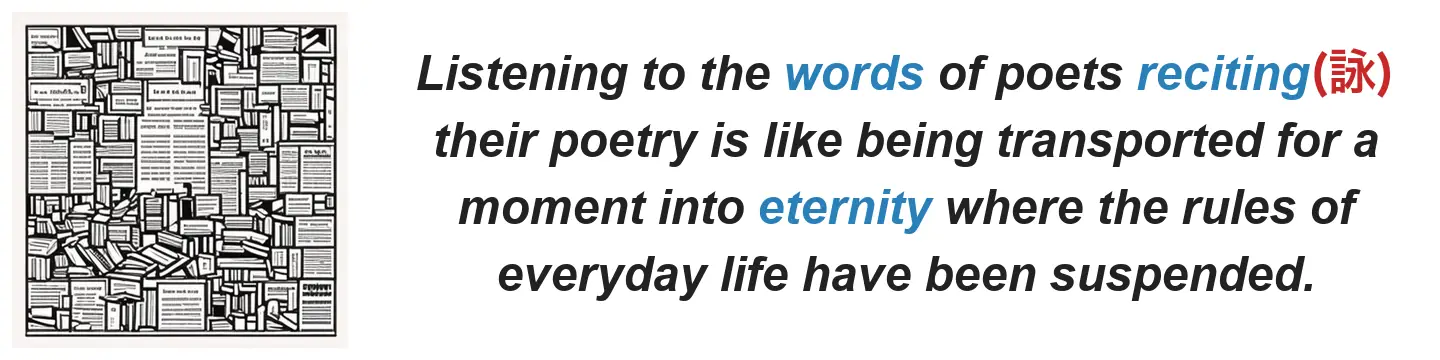 Listening to the words of poets reciting(詠)
their poetry is like being transported for a
moment into eternity where the rules of
everyday life have been suspended.